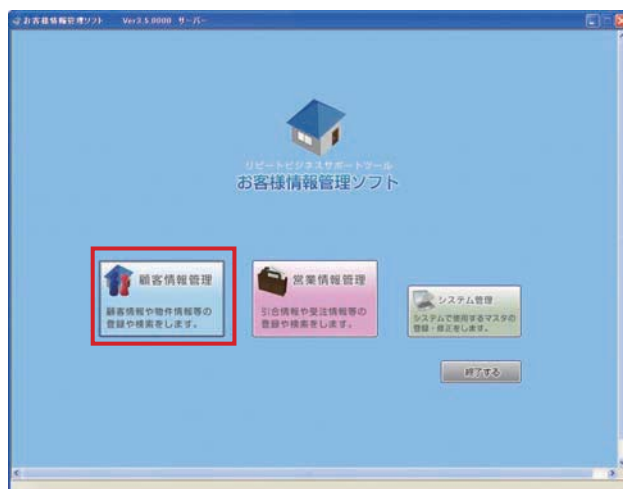 お客様情報管理ソフト Ver3.5.0000 サーバー
リピートビジネスサポートツール
お客様情報管理ソフト
顧客情報管理
顧客情報や物件情報等の
登録や検索をします。
営業情報管理
引合情報や受注情報等の
登録や検索をします。
システム管理
システムで使用するマスタの
登録・修正をします。
終了する